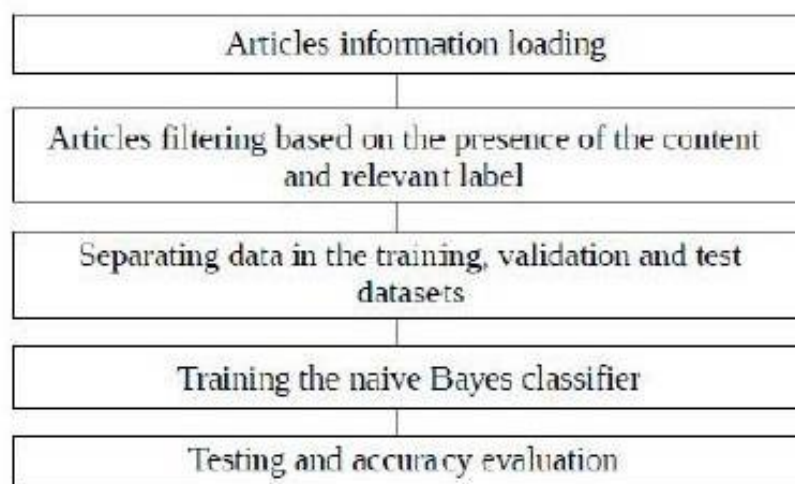 Articles information loading
Articles filtering based on the presence of the content
and relevant label
Separating data in the training, validation and test
datasets
Training the naive Bayes classifier
Testing and accuracy evaluation